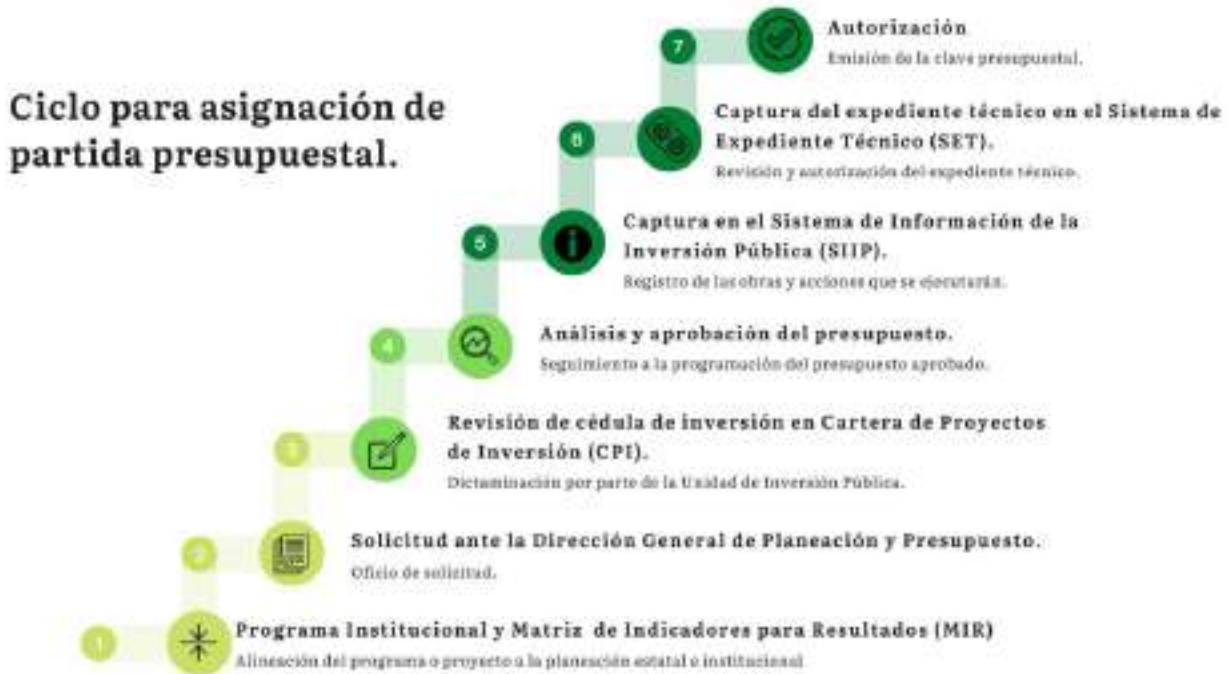 Ciclo para asignación de
partida presupuestal.
7
Autorización
Emisión de la clave presupuestal.
6
Captura del expediente técnico en el Sistema de
Expediente Técnico (SET).
Revisión y autorización del expediente técnico.
5
Captura en el Sistema de Información de la
Inversión Pública (SIIP).
Registro de las obras y acciones que se ejecutarán.
4
Análisis y aprobación del presupuesto.
Seguimiento a la programación del presupuesto aprobado.
3
Revisión de cédula de inversión en Cartera de Proyectos
de Inversión (CPI).
Dictaminación por parte de la Unidad de Inversión Pública.
2
Solicitud ante la Dirección General de Planeación y Presupuesto.
Oficio de solicitud.
1
Programa Institucional y Matriz de Indicadores para Resultados (MIR)
Alineación del programa o proyecto a la planeación estatal e institucional